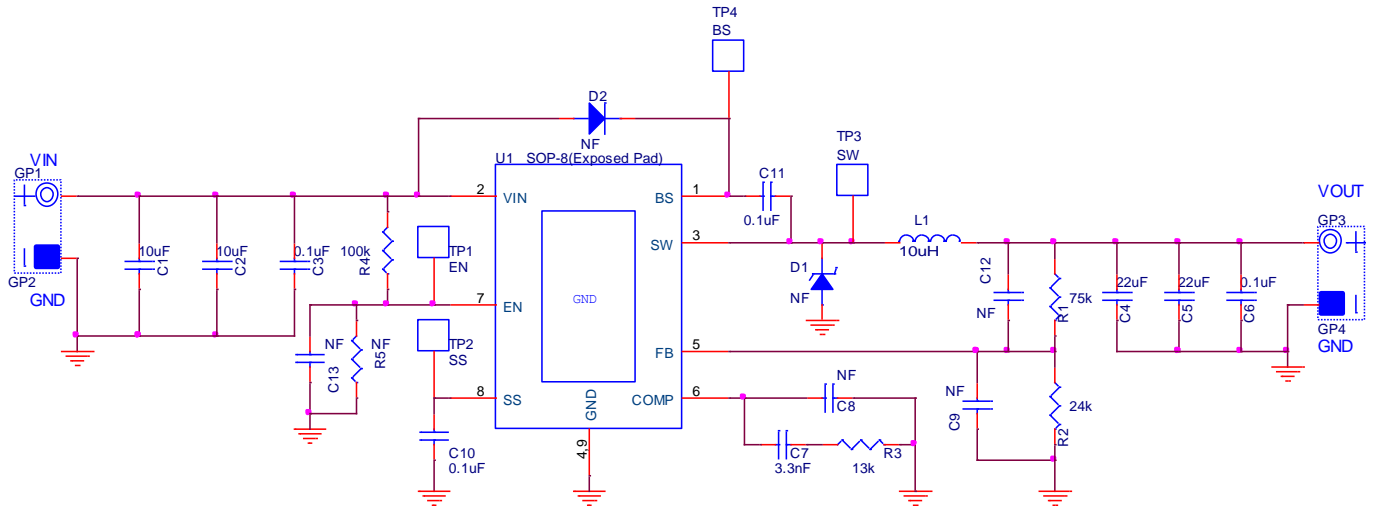 TP4
BS
D2
NF
U1 SOP-8(Exposed Pad)
TP3
SW
VIN
GP1
GP2
GND
2
VIN
BS
1
C11
0.1uF
L1
10uH
VOUT
GP3
GP4
GND
10uF
C1
10uF
C2
0.1uF
C3
100k
R4
TP1
EN
SW
3
D1
NF
C12
NF
75k
R1
22uF
C4
22uF
C5
0.1uF
C6
7
EN
GND
NF
C13
NF
R5
TP2
SS
FB
5
8
SS
GND
4,9
COMP
6
NF
C8
C7
3.3nF
R3
13k
NF
C9
24k
R2
C10
0.1uF